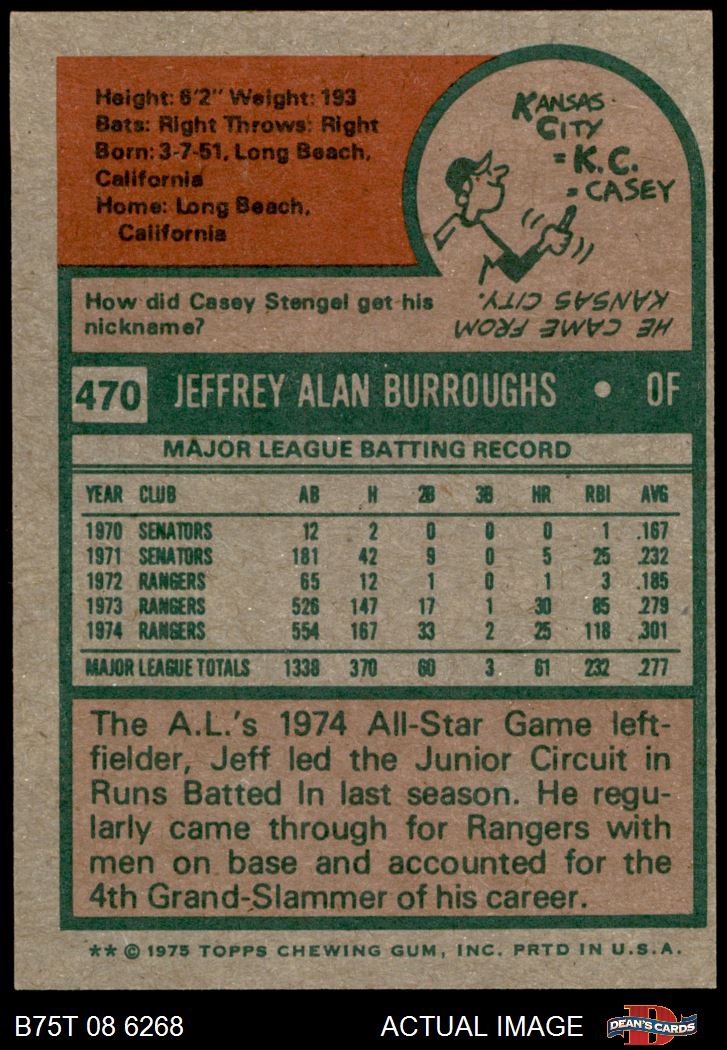 Height: 6'2" Weight: 193
Bats: Right Throws: Right
Born: 3-7-51, Long Beach,
California
Home: Long Beach,
California
KANSAS
CITY
= K.C.
= CASEY
How did Casey Stengel get his
nickname?
HE CAME FROM
KANSAS CITY.
470 JEFFREY ALAN BURROUGHS • OF
MAJOR LEAGUE BATTING RECORD
YEAR CLUB AB H 2B 3B HR RBI AVG
1970 SENATORS 12 2 0 0 0 1 .167
1971 SENATORS 181 42 9 0 5 25 .232
1972 RANGERS 65 12 1 0 1 3 .185
1973 RANGERS 526 147 17 1 30 85 .279
1974 RANGERS 554 167 33 2 25 118 .301
MAJOR LEAGUE TOTALS 1338 370 60 3 61 232 .277
The A.L.'s 1974 All-Star Game left-
fielder, Jeff led the Junior Circuit in
Runs Batted In last season. He regu-
larly came through for Rangers with
men on base and accounted for the
4th Grand-Slammer of his career.
** © 1975 TOPPS CHEWING GUM, INC. PRTD IN U.S.A.
B75T 08 6268 ACTUAL IMAGE
D
DEAN'S CARDS